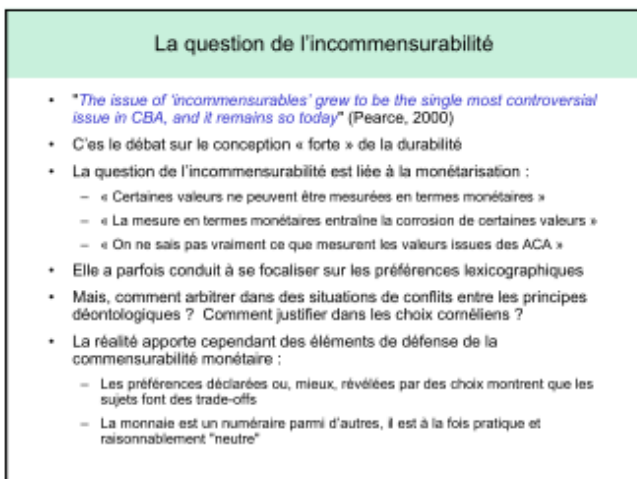 La question de l'incommensurabilité
• "The issue of 'incommensurables' grew to be the single most controversial
issue in CBA, and it remains so today" (Pearce, 2000)
• C'es le débat sur le conception « forte » de la durabilité
• La question de l'incommensurabilité est liée à la monétarisation :
– « Certaines valeurs ne peuvent être mesurées en termes monétaires »
– « La mesure en termes monétaires entraîne la corrosion de certaines valeurs »
– « On ne sais pas vraiment ce que mesurent les valeurs issues des ACA »
• Elle a parfois conduit à se focaliser sur les préférences lexicographiques
• Mais, comment arbitrer dans des situations de conflits entre les principes
déontologiques ? Comment justifier dans les choix cornéliens ?
• La réalité apporte cependant des éléments de défense de la
commensurabilité monétaire :
– Les préférences déclarées ou, mieux, révélées par des choix montrent que les
sujets font des trade-offs
– La monnaie est un numéraire parmi d'autres, il est à la fois pratique et
raisonnablement "neutre"